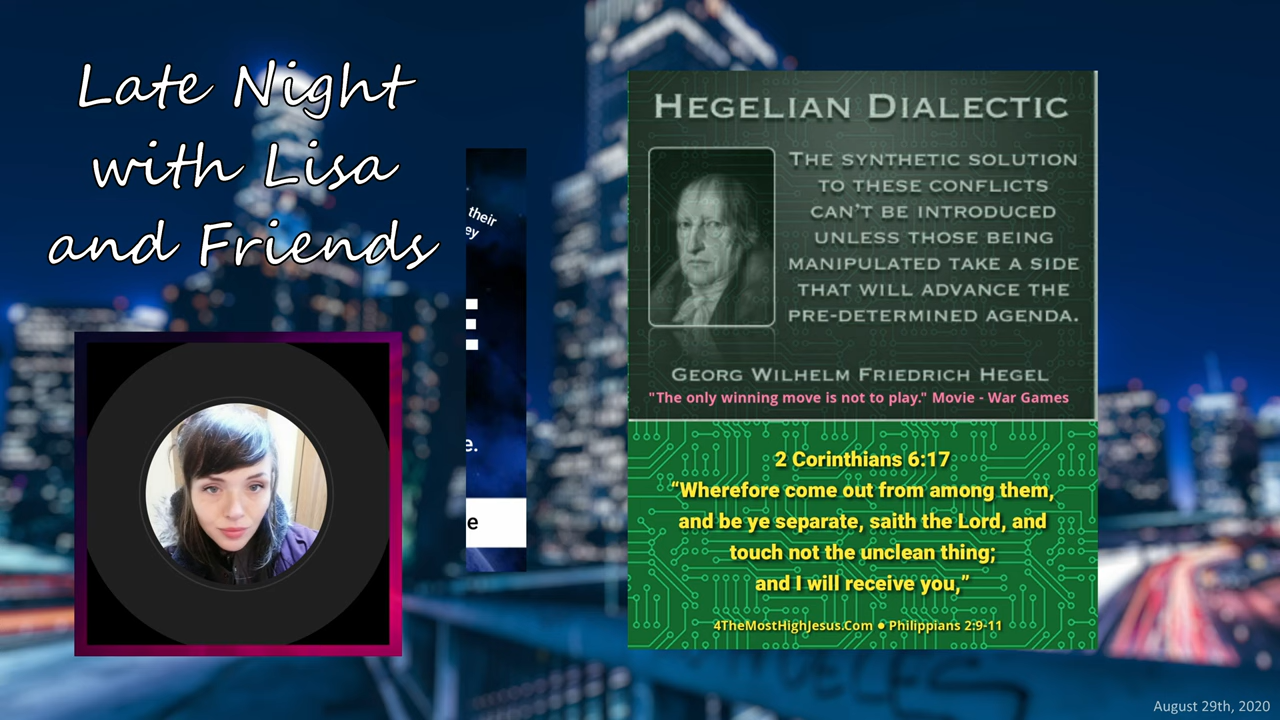 Late Night
with Lisa
and Friends
their
ey
E
e.
e
HEGELIAN DIALECTIC
THE SYNTHETIC SOLUTION
TO THESE CONFLICTS
CAN'T BE INTRODUCED
UNLESS THOSE BEING
MANIPULATED TAKE A SIDE
THAT WILL ADVANCE THE
PRE-DETERMINED AGENDA.
GEORG WILHELM FRIEDRICH HEGEL
"The only winning move is not to play." Movie - War Games
2 Corinthians 6:17
“Wherefore come out from among them,
and be ye separate, saith the Lord, and
touch not the unclean thing;
and I will receive you,”
4TheMostHighJesus.Com ● Philippians 2:9-11
August 29th, 2020